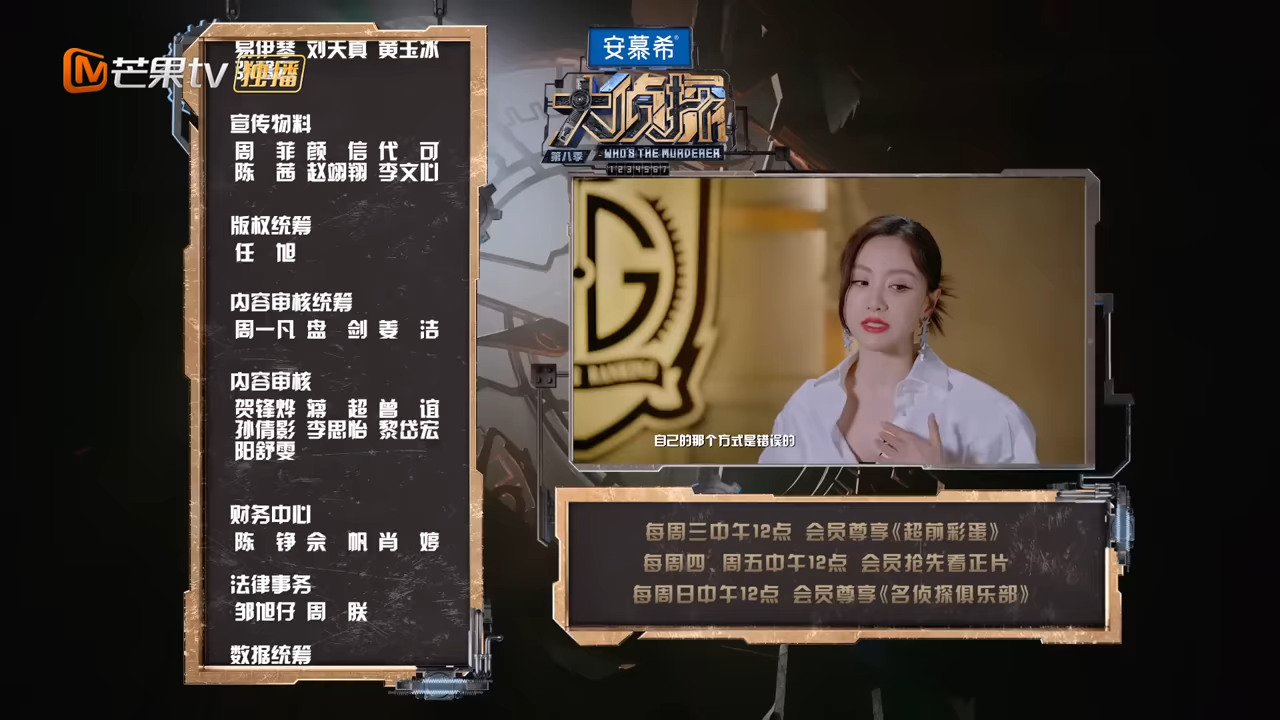 芒果tv
独播
易伊琴 刘天真 黄玉冰
宣传物料
周 菲 颜 信 代 可
陈 茜 赵翊翔 李文心
版权统筹
任 旭
内容审核统筹
周一凡 盘 剑 姜 洁
内容审核
贺锋烨 蒋 超 曾 谊
孙倩影 李思怡 黎岱宏
阳舒雯
财务中心
陈 铮 佘 帆 肖 婷
法律事务
邹旭仔 周 朕
数据统筹
安慕希®
大侦探
第八季 WHO'S THE MURDERER
1234567
DG
RANKING
自己的那个方式是错误的
每周三中午12点 会员尊享《超前彩蛋》
每周四、周五中午12点 会员抢先看正片
每周日中午12点 会员尊享《名侦探俱乐部》